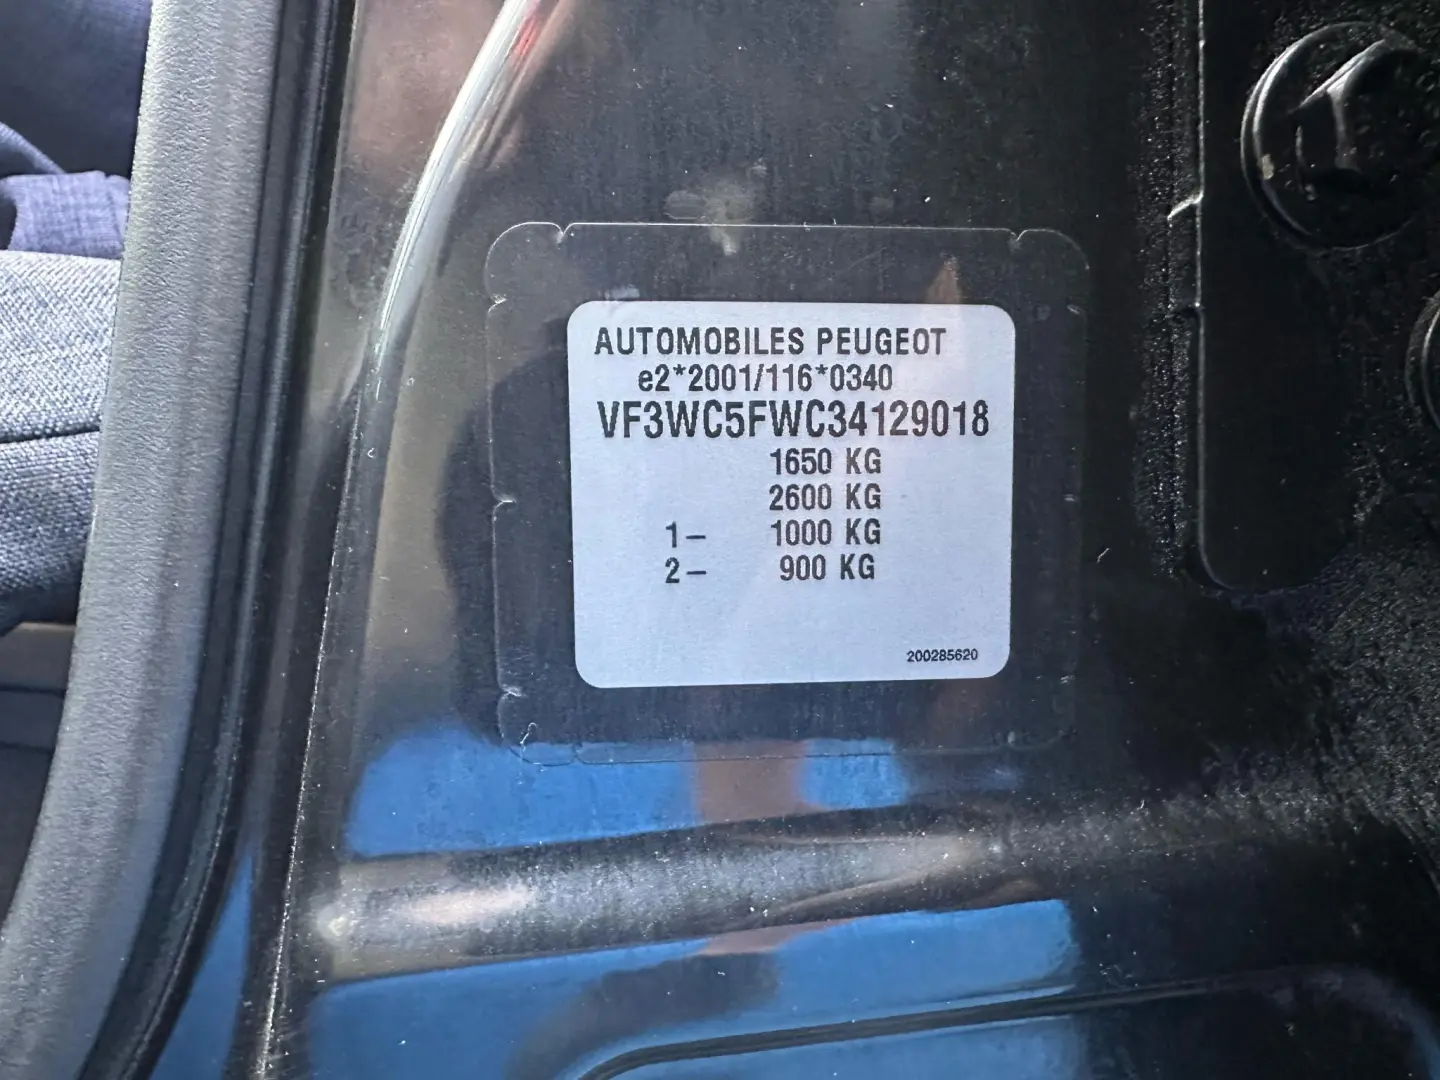 AUTOMOBILES PEUGEOT
e2*2001/116*0340
VF3WC5FWC34129018
1650 KG
2600 KG
1– 1000 KG
2– 900 KG
200285620